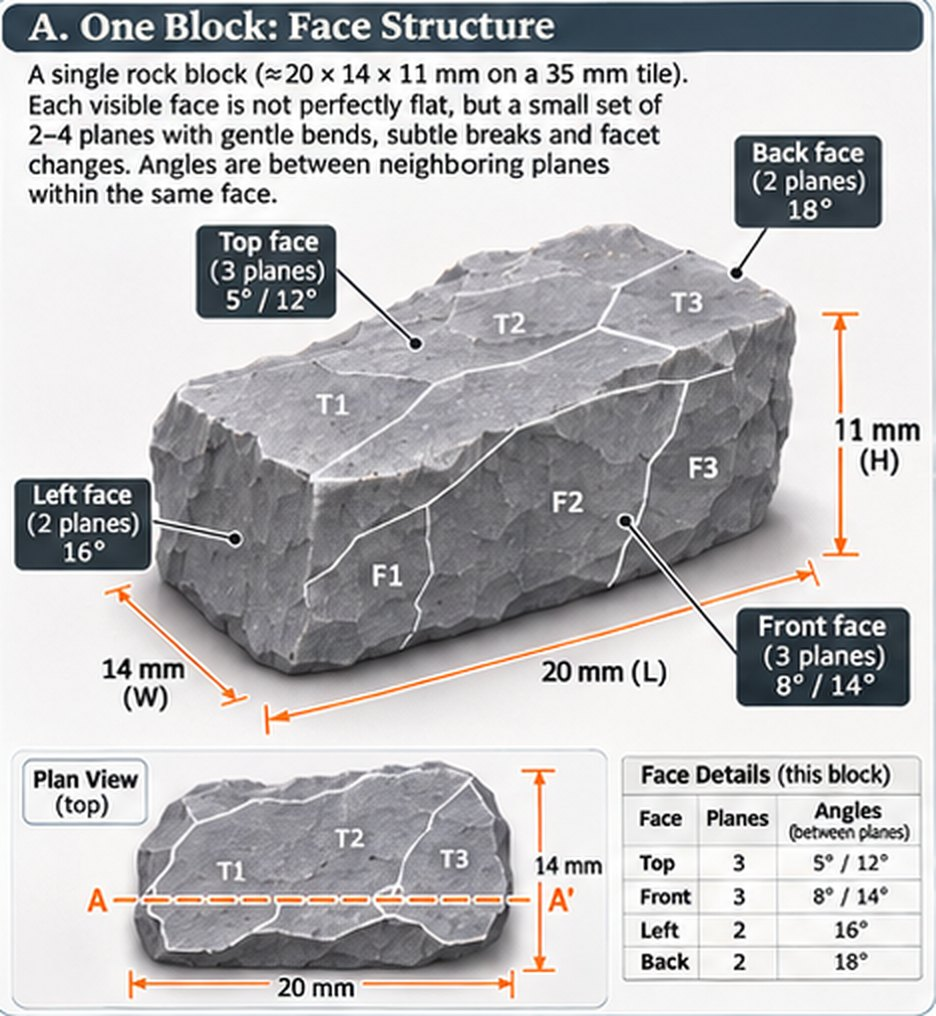 A. One Block: Face Structure
A single rock block (≈20 × 14 × 11 mm on a 35 mm tile).
Each visible face is not perfectly flat, but a small set of
2–4 planes with gentle bends, subtle breaks and facet
changes. Angles are between neighboring planes
within the same face.
Back face
(2 planes)
18°
Top face
(3 planes)
5° / 12°
T1
T2
T3
11 mm
(H)
Left face
(2 planes)
16°
F1
F2
F3
14 mm
(W)
20 mm (L)
Front face
(3 planes)
8° / 14°
Plan View
(top)
T1
T2
T3
A
A'
14 mm
20 mm
Face Details (this block)
Face Planes Angles
(between planes)
Top 3 5° / 12°
Front 3 8° / 14°
Left 2 16°
Back 2 18°